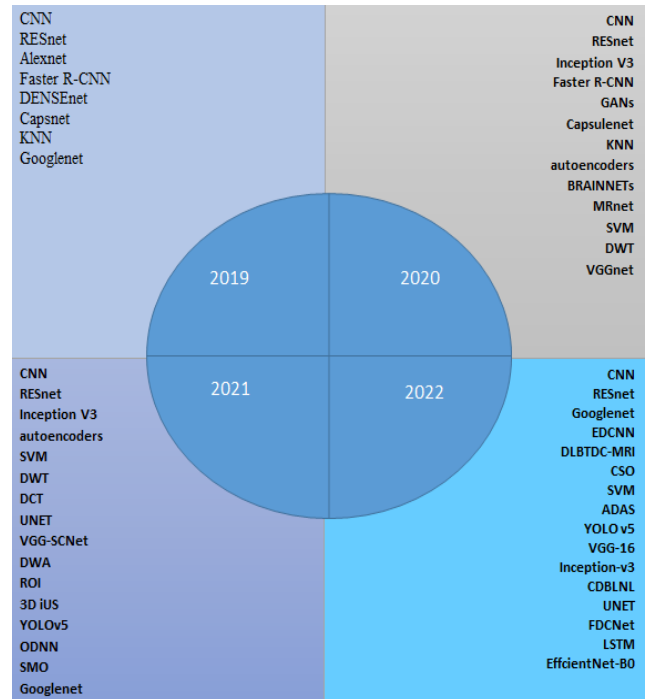 CNN
RESnet
Alexnet
Faster R-CNN
DENSEnet
Capsnet
KNN
Googlenet
CNN
RESnet
Inception V3
Faster R-CNN
GANs
Capsulenet
KNN
autoencoders
BRAINNETs
MRnet
SVM
DWT
VGGnet
2019
2020
2021
2022
CNN
RESnet
Inception V3
autoencoders
SVM
DWT
DCT
UNET
VGG-SCNet
DWA
ROI
3D iUS
YOLOv5
ODNN
SMO
Googlenet
CNN
RESnet
Googlenet
EDCNN
DLBTDC-MRI
CSO
SVM
ADAS
YOLO v5
VGG-16
Inception-v3
CDBLNL
UNET
FDCNet
LSTM
EffcientNet-B0